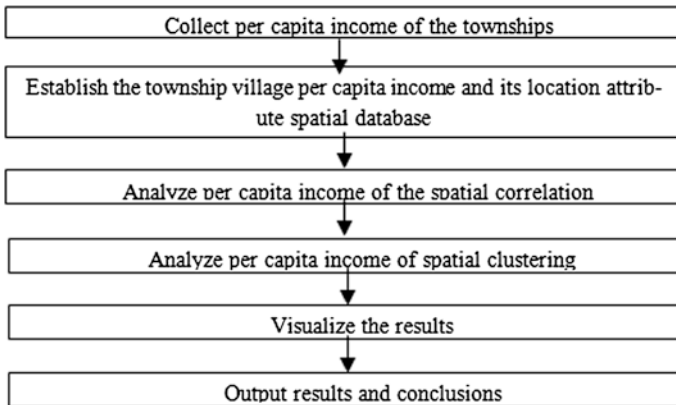 Collect per capita income of the townships
Establish the township village per capita income and its location attrib-
ute spatial database
Analyze per capita income of the spatial correlation
Analyze per capita income of spatial clustering
Visualize the results
Output results and conclusions